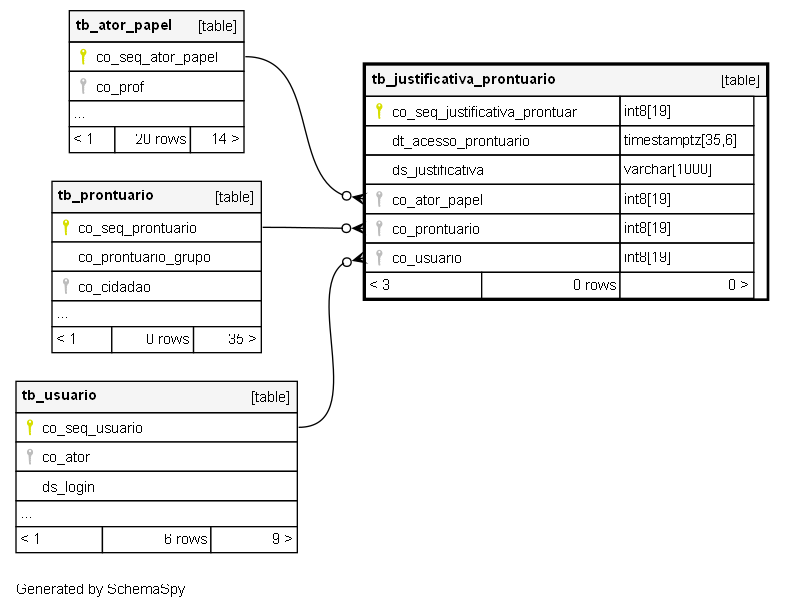 tb_ator_papel [table]
co_seq_ator_papel
co_prof
...
< 1 20 rows 14 >
tb_prontuario [table]
co_seq_prontuario
co_prontuario_grupo
co_cidadao
...
< 1 0 rows 35 >
tb_usuario [table]
co_seq_usuario
co_ator
ds_login
...
< 1 6 rows 9 >
tb_justificativa_prontuario [table]
co_seq_justificativa_prontuar int8[19]
dt_acesso_prontuario timestamptz[35,6]
ds_justificativa varchar[1000]
co_ator_papel int8[19]
co_prontuario int8[19]
co_usuario int8[19]
< 3 0 rows 0 >
Generated by SchemaSpy